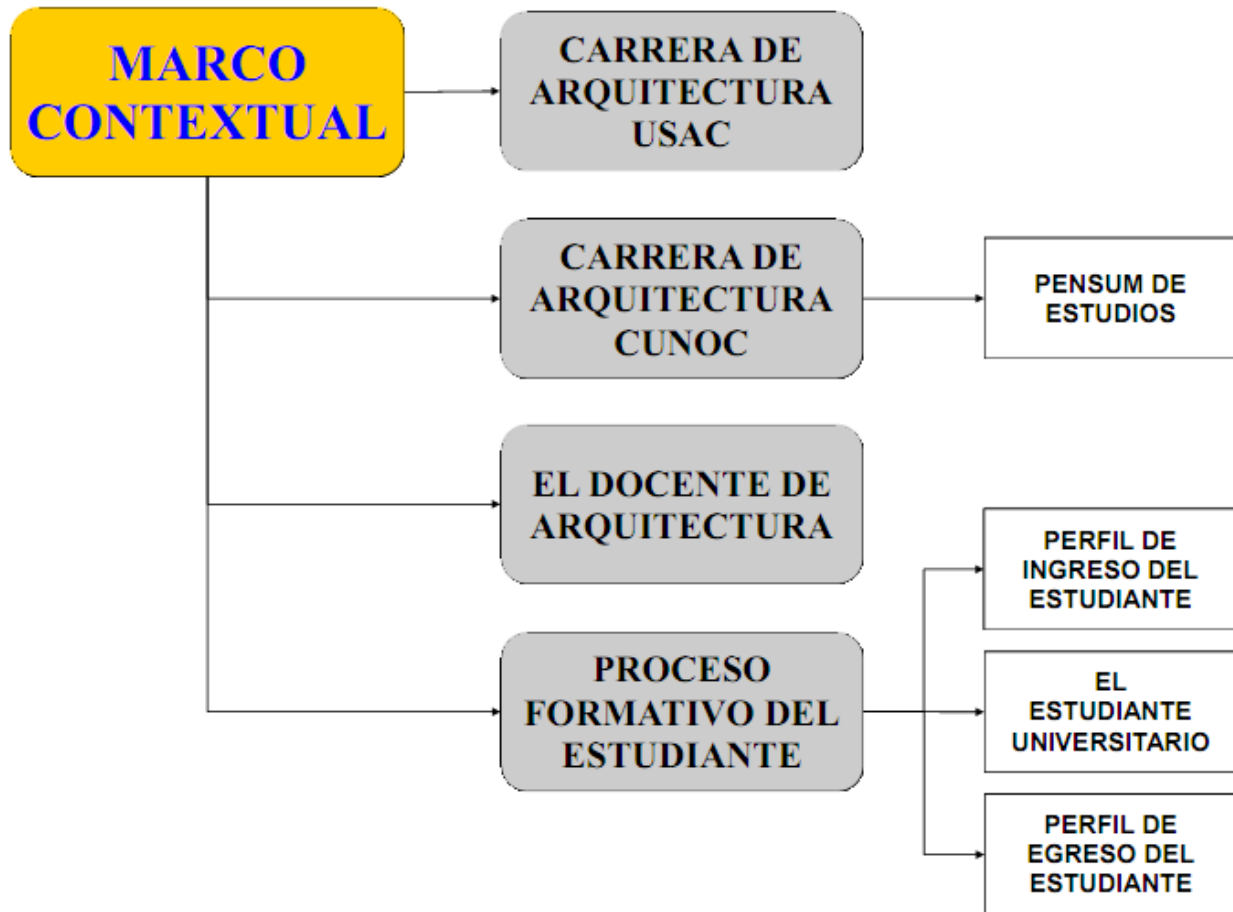 MARCO
CONTEXTUAL
CARRERA DE
ARQUITECTURA
USAC
CARRERA DE
ARQUITECTURA
CUNOC
PENSUM DE
ESTUDIOS
EL DOCENTE DE
ARQUITECTURA
PROCESO
FORMATIVO DEL
ESTUDIANTE
PERFIL DE
INGRESO DEL
ESTUDIANTE
EL
ESTUDIANTE
UNIVERSITARIO
PERFIL DE
EGRESO DEL
ESTUDIANTE